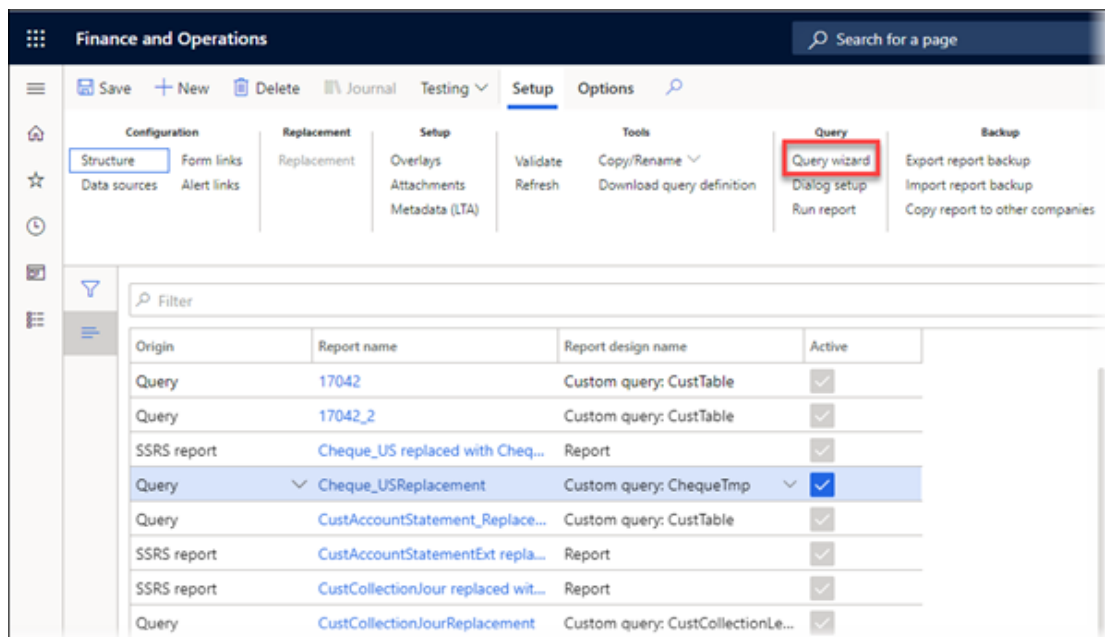 Finance and Operations
Search for a page
Save New Delete Journal Testing Setup Options
Configuration Replacement Setup Tools Query Backup
Structure Form links Replacement Overlays Validate Copy/Rename Query wizard Export report backup
Data sources Alert links Attachments Refresh Download query definition Dialog setup Import report backup
Metadata (LTA) Run report Copy report to other companies
Filter
Origin Report name Report design name Active
Query 17042 Custom query: CustTable
Query 17042_2 Custom query: CustTable
SSRS report Cheque_US replaced with Cheq... Report
Query Cheque_USReplacement Custom query: ChequeTmp
Query CustAccountStatement_Replace... Custom query: CustTable
SSRS report CustAccountStatementExt repla... Report
SSRS report CustCollectionJour replaced wit... Report
Query CustCollectionJourReplacement Custom query: CustCollectionLe...